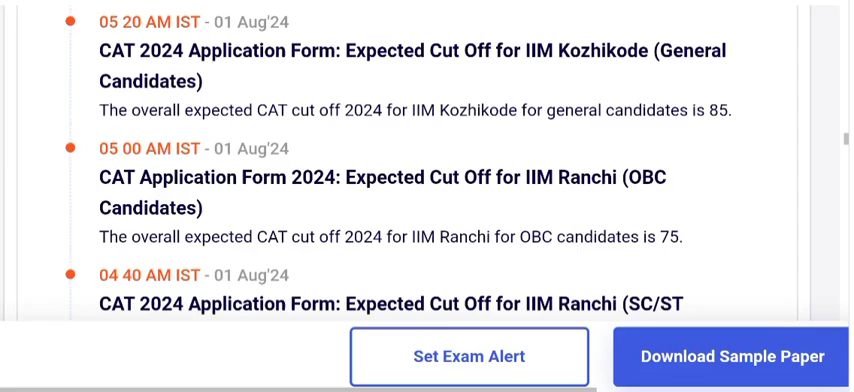 05 20 AM IST - 01 Aug'24
CAT 2024 Application Form: Expected Cut Off for IIM Kozhikode (General
Candidates)
The overall expected CAT cut off 2024 for IIM Kozhikode for general candidates is 85.
05 00 AM IST - 01 Aug'24
CAT Application Form 2024: Expected Cut Off for IIM Ranchi (OBC
Candidates)
The overall expected CAT cut off 2024 for IIM Ranchi for OBC candidates is 75.
04 40 AM IST - 01 Aug'24
CAT 2024 Application Form: Expected Cut Off for IIM Ranchi (SC/ST
Set Exam Alert
Download Sample Paper